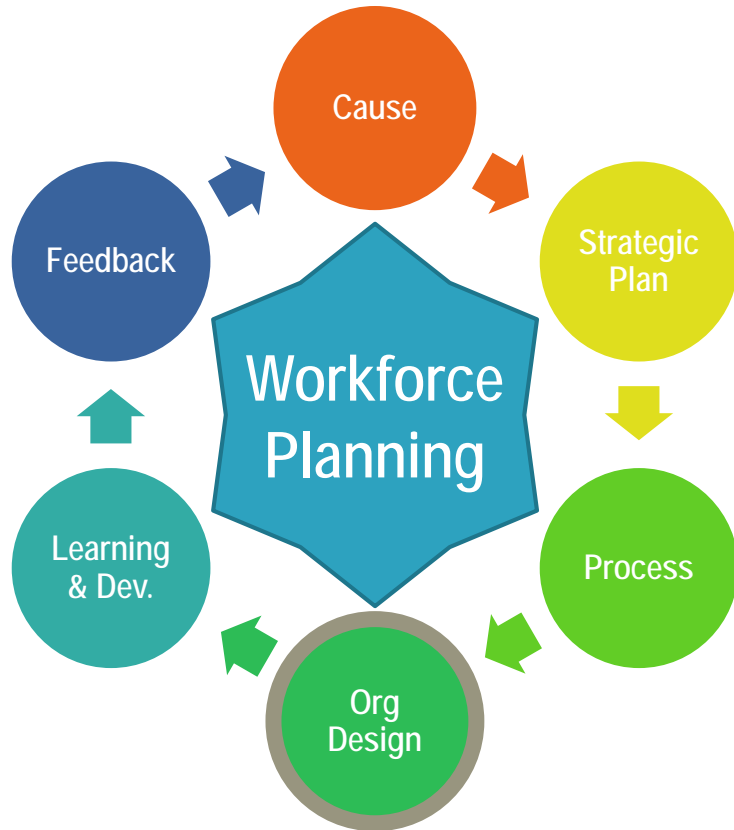 Cause
Strategic
Plan
Process
Org
Design
Learning
& Dev.
Feedback
Workforce
Planning